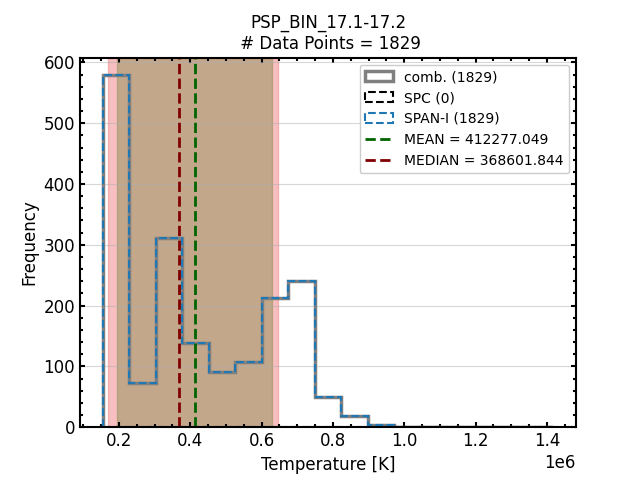 PSP_BIN_17.1-17.2
# Data Points = 1829
600
500
400
300
200
100
0
Frequency
comb. (1829)
SPC (0)
SPAN-I (1829)
MEAN = 412277.049
MEDIAN = 368601.844
0.2 0.4 0.6 0.8 1.0 1.2 1.4
Temperature [K]
1e6